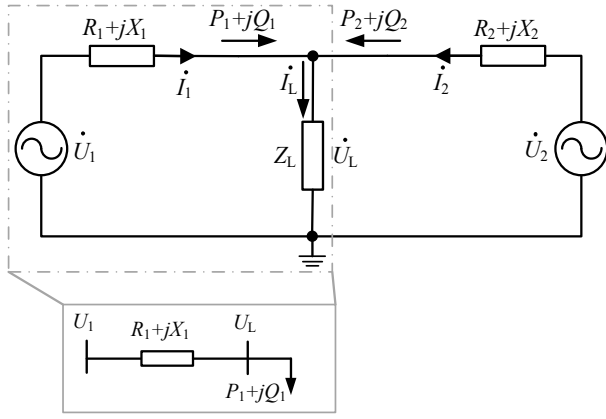 P1+jQ1 P2+jQ2
R1+jX1 R2+jX2
İ1 İL İ2
U̇1 ZL U̇L U̇2
U1 R1+jX1 UL
P1+jQ1